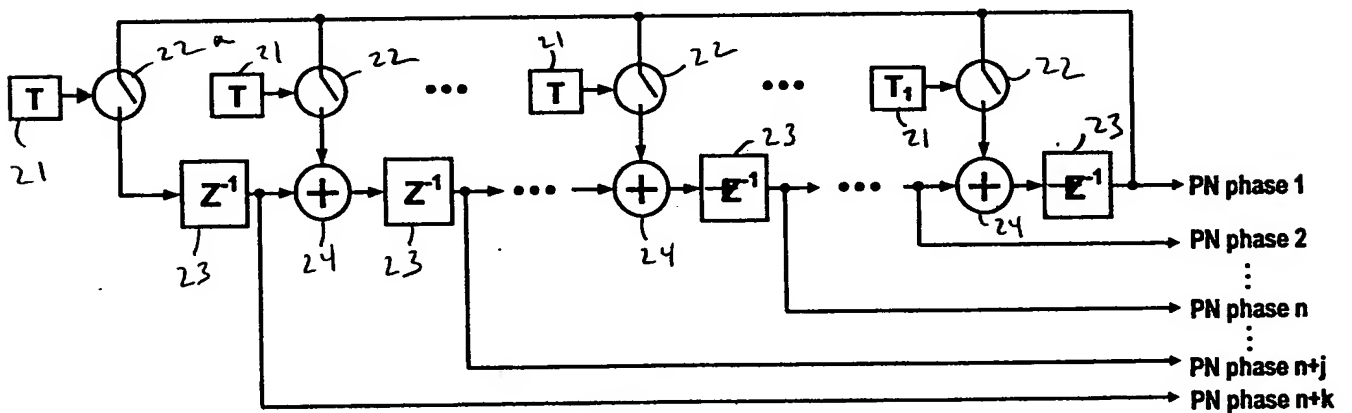 22a
21
22
21
22
22
T
T
•••
T
•••
T₁
21
21
23
23
Z⁻¹
+
Z⁻¹
•••
+
Z⁻¹
•••
+
Z⁻¹
PN phase 1
23
24
23
24
24
PN phase 2
⋮
PN phase n
⋮
PN phase n+j
PN phase n+k